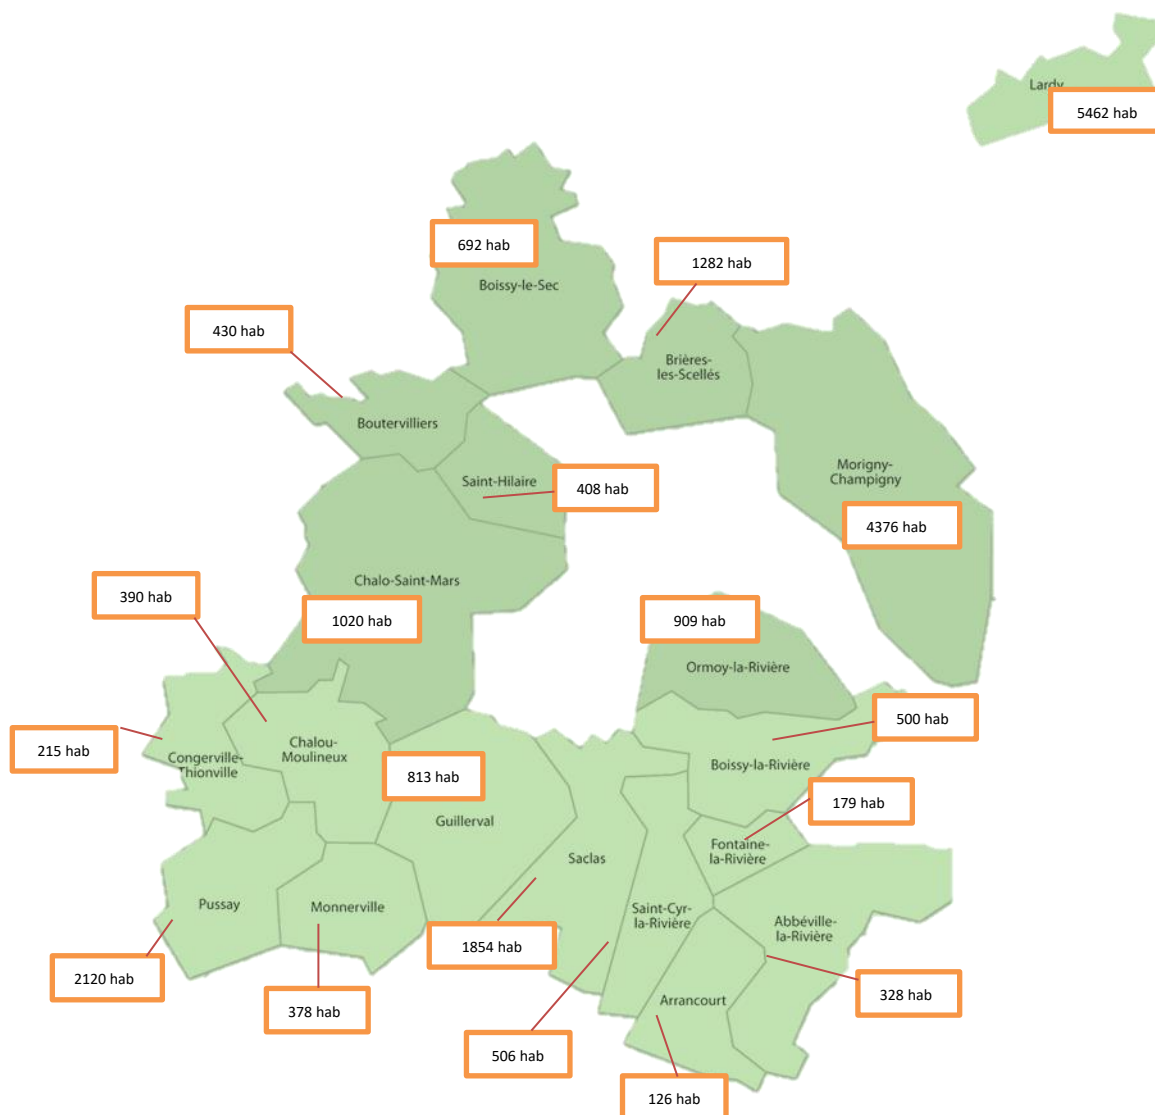 Lardy
5462 hab
692 hab
Boissy-le-Sec
1282 hab
430 hab
Brières-
les-Scellés
Boutervilliers
Saint-Hilaire
408 hab
Morigny-
Champigny
4376 hab
Chalo-Saint-Mars
390 hab
1020 hab
909 hab
Ormoy-la-Rivière
500 hab
215 hab
Congerville-
Thionville
Chalou-
Moulineux
813 hab
Boissy-la-Rivière
179 hab
Guillerval
Fontaine-
la-Rivière
Saclas
Pussay
Monnerville
Saint-Cyr-
la-Rivière
Abbéville-
la-Rivière
1854 hab
2120 hab
378 hab
Arrancourt
328 hab
506 hab
126 hab